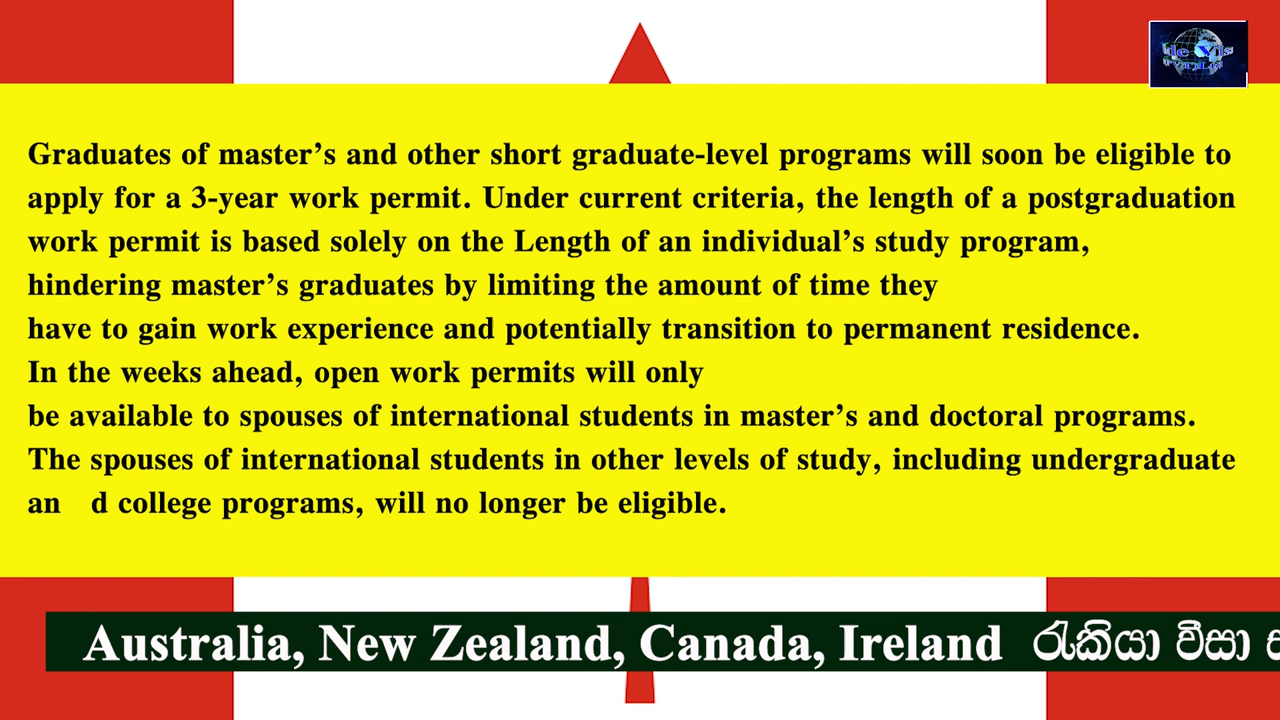 Graduates of master's and other short graduate-level programs will soon be eligible to
apply for a 3-year work permit. Under current criteria, the length of a postgraduation
work permit is based solely on the Length of an individual's study program,
hindering master's graduates by limiting the amount of time they
have to gain work experience and potentially transition to permanent residence.
In the weeks ahead, open work permits will only
be available to spouses of international students in master's and doctoral programs.
The spouses of international students in other levels of study, including undergraduate
an d college programs, will no longer be eligible.
Australia, New Zealand, Canada, Ireland රැකියා වීසා